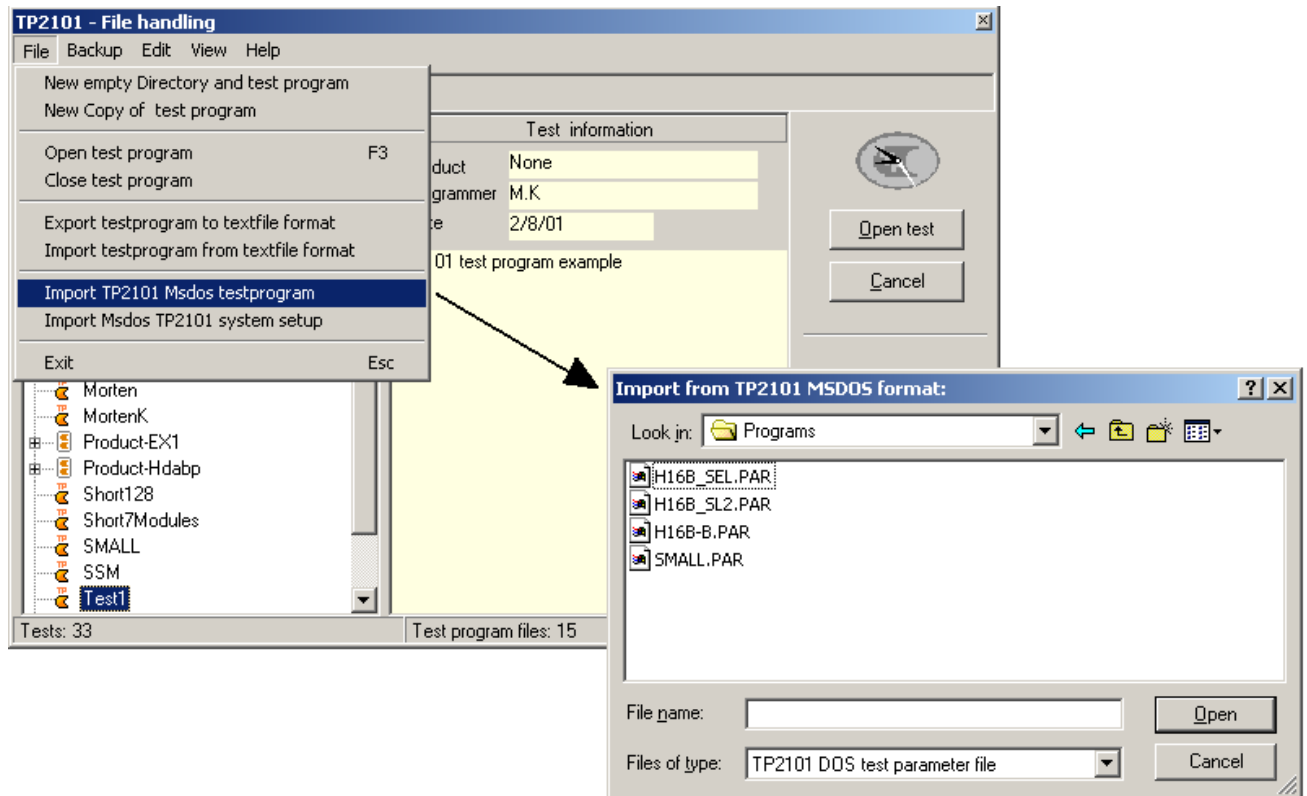 TP2101 - File handling
File Backup Edit View Help
New empty Directory and test program
New Copy of test program
Open test program F3
Close test program
Export testprogram to textfile format
Import testprogram from textfile format
Import TP2101 Msdos testprogram
Import Msdos TP2101 system setup
Exit Esc
Test information
duct None
grammer M.K
e 2/8/01
01 test program example
Open test
Cancel
Morten
MortenK
Product-EX1
Product-Hdabp
Short128
Short7Modules
SMALL
SSM
Test1
Tests: 33
Test program files: 15
Import from TP2101 MSDOS format:
Look in: Programs
H16B_SEL.PAR
H16B_SL2.PAR
H16B-B.PAR
SMALL.PAR
File name:
Open
Files of type: TP2101 DOS test parameter file
Cancel